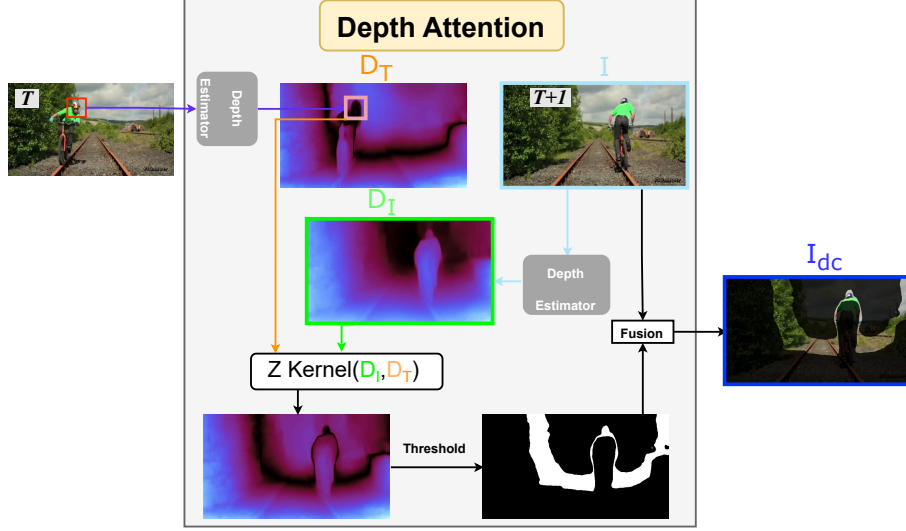 Depth Attention
D_T
I
T
Depth
Estimator
T+1
D_I
Depth
Estimator
I_dc
Fusion
Z Kernel(D_I,D_T)
Threshold